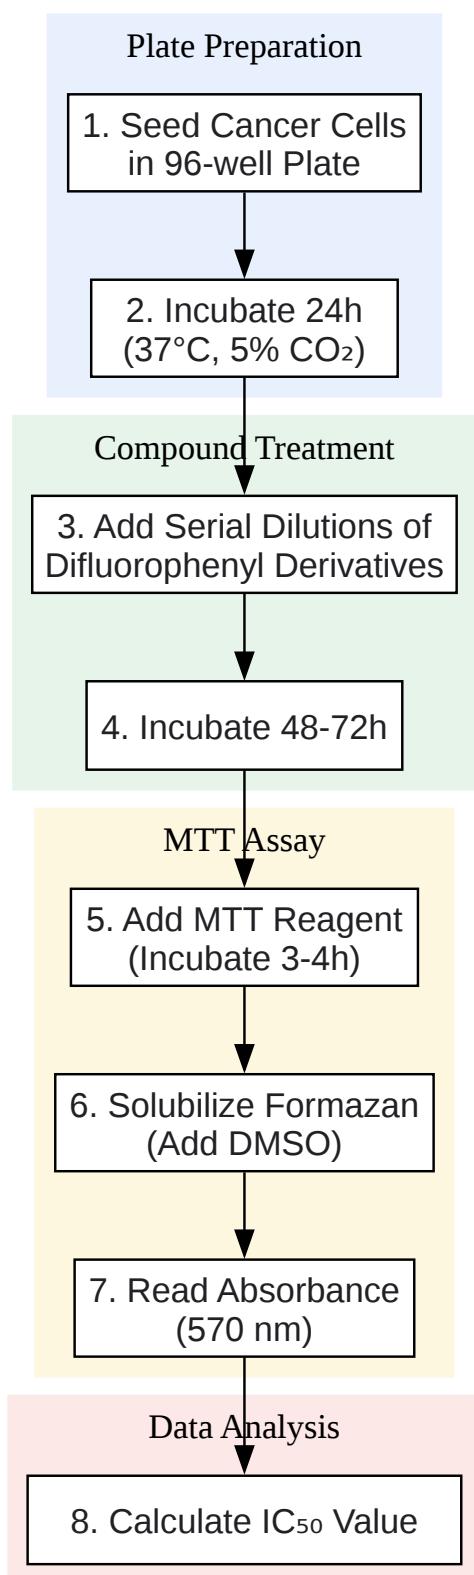 Plate Preparation
1. Seed Cancer Cells
in 96-well Plate
2. Incubate 24h
(37°C, 5% CO₂)
Compound Treatment
3. Add Serial Dilutions of
Difluorophenyl Derivatives
4. Incubate 48-72h
MTT Assay
5. Add MTT Reagent
(Incubate 3-4h)
6. Solubilize Formazan
(Add DMSO)
7. Read Absorbance
(570 nm)
Data Analysis
8. Calculate IC₅₀ Value